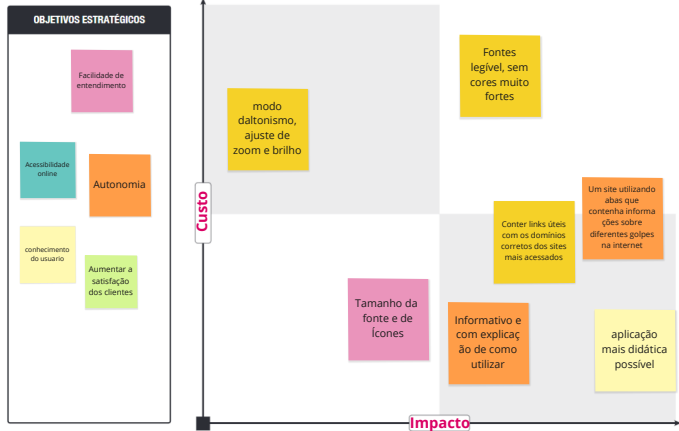 OBJETIVOS ESTRATÉGICOS
Facilidade de
entendimento
Acessibilidade
online
Autonomia
conhecimento
do usuario
Aumentar a
satisfação
dos clientes
Custo
modo
daltonismo,
ajuste de
zoom e brilho
Fontes
legível, sem
cores muito
fortes
Um site utilizando
abas que
contenha informa
ções sobre
diferentes golpes
na internet
Conter links úteis
com os domínios
corretos dos sites
mais acessados
Tamanho da
fonte e de
Ícones
Informativo e
com explicaç
ão de como
utilizar
aplicação
mais didática
possível
Impacto